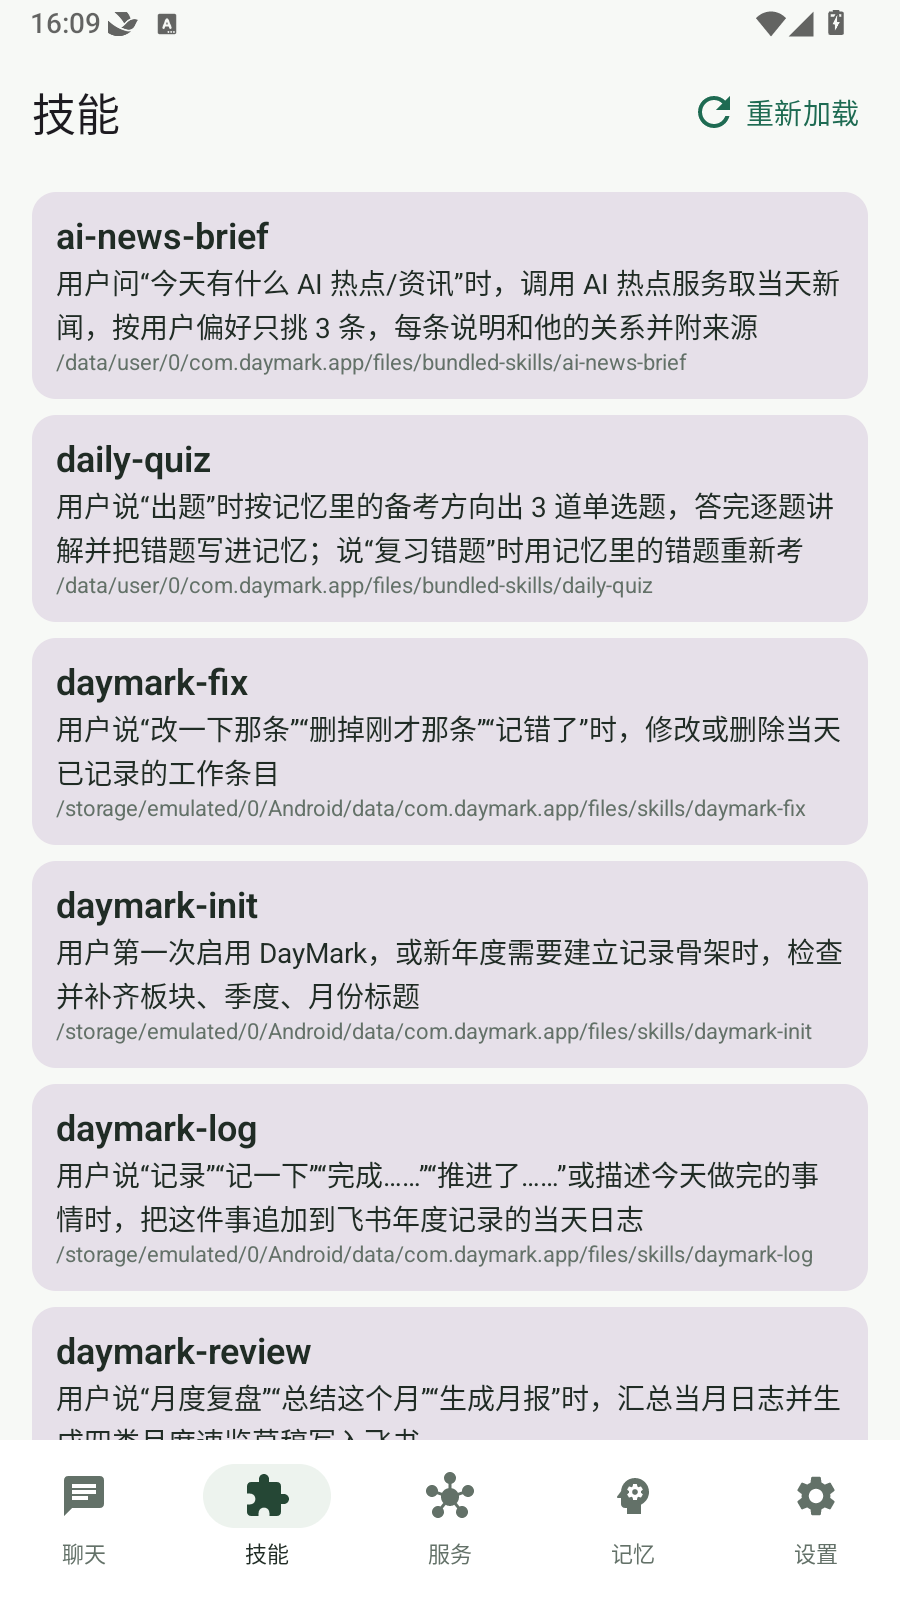 16:09
技能
重新加载
ai-news-brief
用户问“今天有什么 AI 热点/资讯”时，调用 AI 热点服务取当天新
闻，按用户偏好只挑 3 条，每条说明和他的关系并附来源
/data/user/0/com.daymark.app/files/bundled-skills/ai-news-brief
daily-quiz
用户说“出题”时按记忆里的备考方向出 3 道单选题，答完逐题讲
解并把错题写进记忆；说“复习错题”时用记忆里的错题重新考
/data/user/0/com.daymark.app/files/bundled-skills/daily-quiz
daymark-fix
用户说“改一下那条”“删掉刚才那条”“记错了”时，修改或删除当天
已记录的工作条目
/storage/emulated/0/Android/data/com.daymark.app/files/skills/daymark-fix
daymark-init
用户第一次启用 DayMark，或新年度需要建立记录骨架时，检查
并补齐板块、季度、月份标题
/storage/emulated/0/Android/data/com.daymark.app/files/skills/daymark-init
daymark-log
用户说“记录”“记一下”“完成……”“推进了……”或描述今天做完的事
情时，把这件事追加到飞书年度记录的当天日志
/storage/emulated/0/Android/data/com.daymark.app/files/skills/daymark-log
daymark-review
用户说“月度复盘”“总结这个月”“生成月报”时，汇总当月日志并生
聊天
技能
服务
记忆
设置